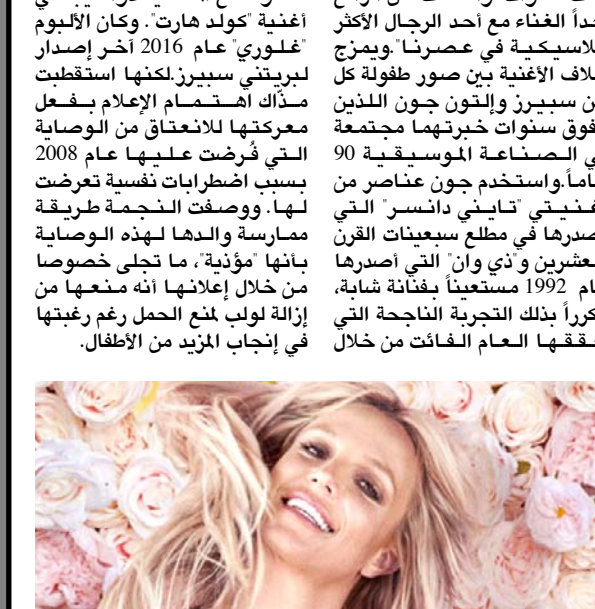 جداً الغناء مع أحد الرجال الأكثر
كلاسيكية في عصرنا".ويمزج
غلاف الأغنية بين صور طفولة كل
من سبيرز وإلتون جون اللذين
تفوق سنوات خبرتهما مجتمعة
في الصناعة الموسيقية 90
عاماً.واستخدم جون عناصر من
أغنيتي "تايني دانسر" التي
أصدرها في مطلع سبعينات القرن
العشرين و"ذي وان" التي أصدرها
عام 1992 مستعيناً بفنانة شابة،
مكرراً بذلك التجربة الناجحة التي
حققها العام الفائت من خلال
أغنية "كولد هارت". وكان الألبوم
"غلوري" عام 2016 آخر إصدار
لبريتني سبيرز.لكنها استقطبت
مذّاك اهتمام الإعلام بفعل
معركتها للانعتاق من الوصاية
التي فُرضت عليها عام 2008
بسبب اضطرابات نفسية تعرضت
لها. ووصفت النجمة طريقة
ممارسة والدها لهذه الوصاية
بأنها "مؤذية"، ما تجلى خصوصا
من خلال إعلانها أنه منعها من
إزالة لولب لمنع الحمل رغم رغبتها
في إنجاب المزيد من الأطفال.